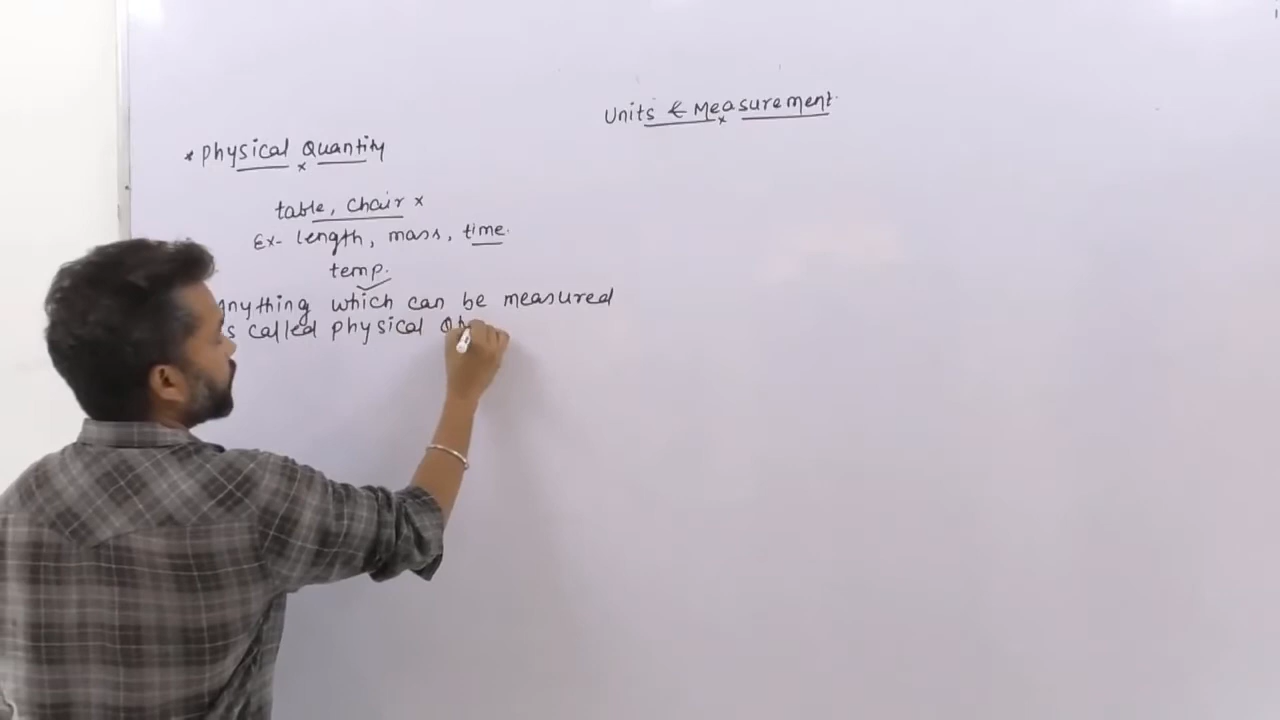 Units & Measurement
* Physical Quantity
table, chair x
Ex- length, mass, time.
temp.
Anything which can be measured
is called physical